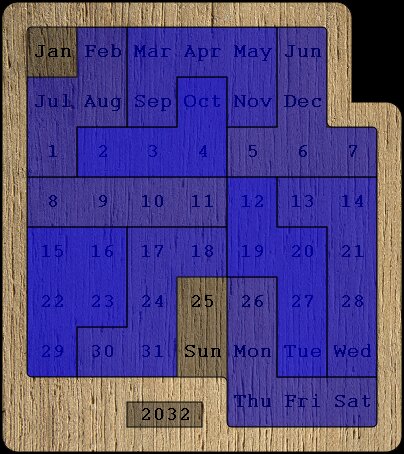 Jan Feb Mar Apr May Jun
Jul Aug Sep Oct Nov Dec
1 2 3 4 5 6 7
8 9 10 11 12 13 14
15 16 17 18 19 20 21
22 23 24 25 26 27 28
29 30 31 Sun Mon Tue Wed
Thu Fri Sat
2032